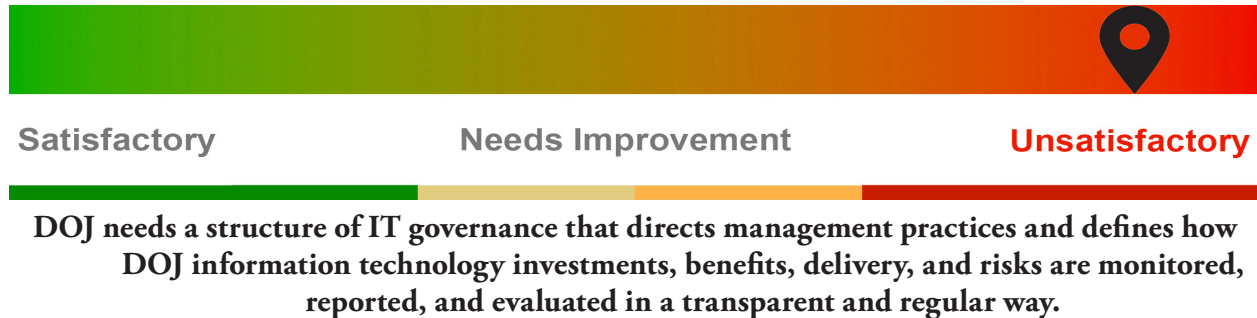 Satisfactory Needs Improvement Unsatisfactory
DOJ needs a structure of IT governance that directs management practices and defines how
DOJ information technology investments, benefits, delivery, and risks are monitored,
reported, and evaluated in a transparent and regular way.